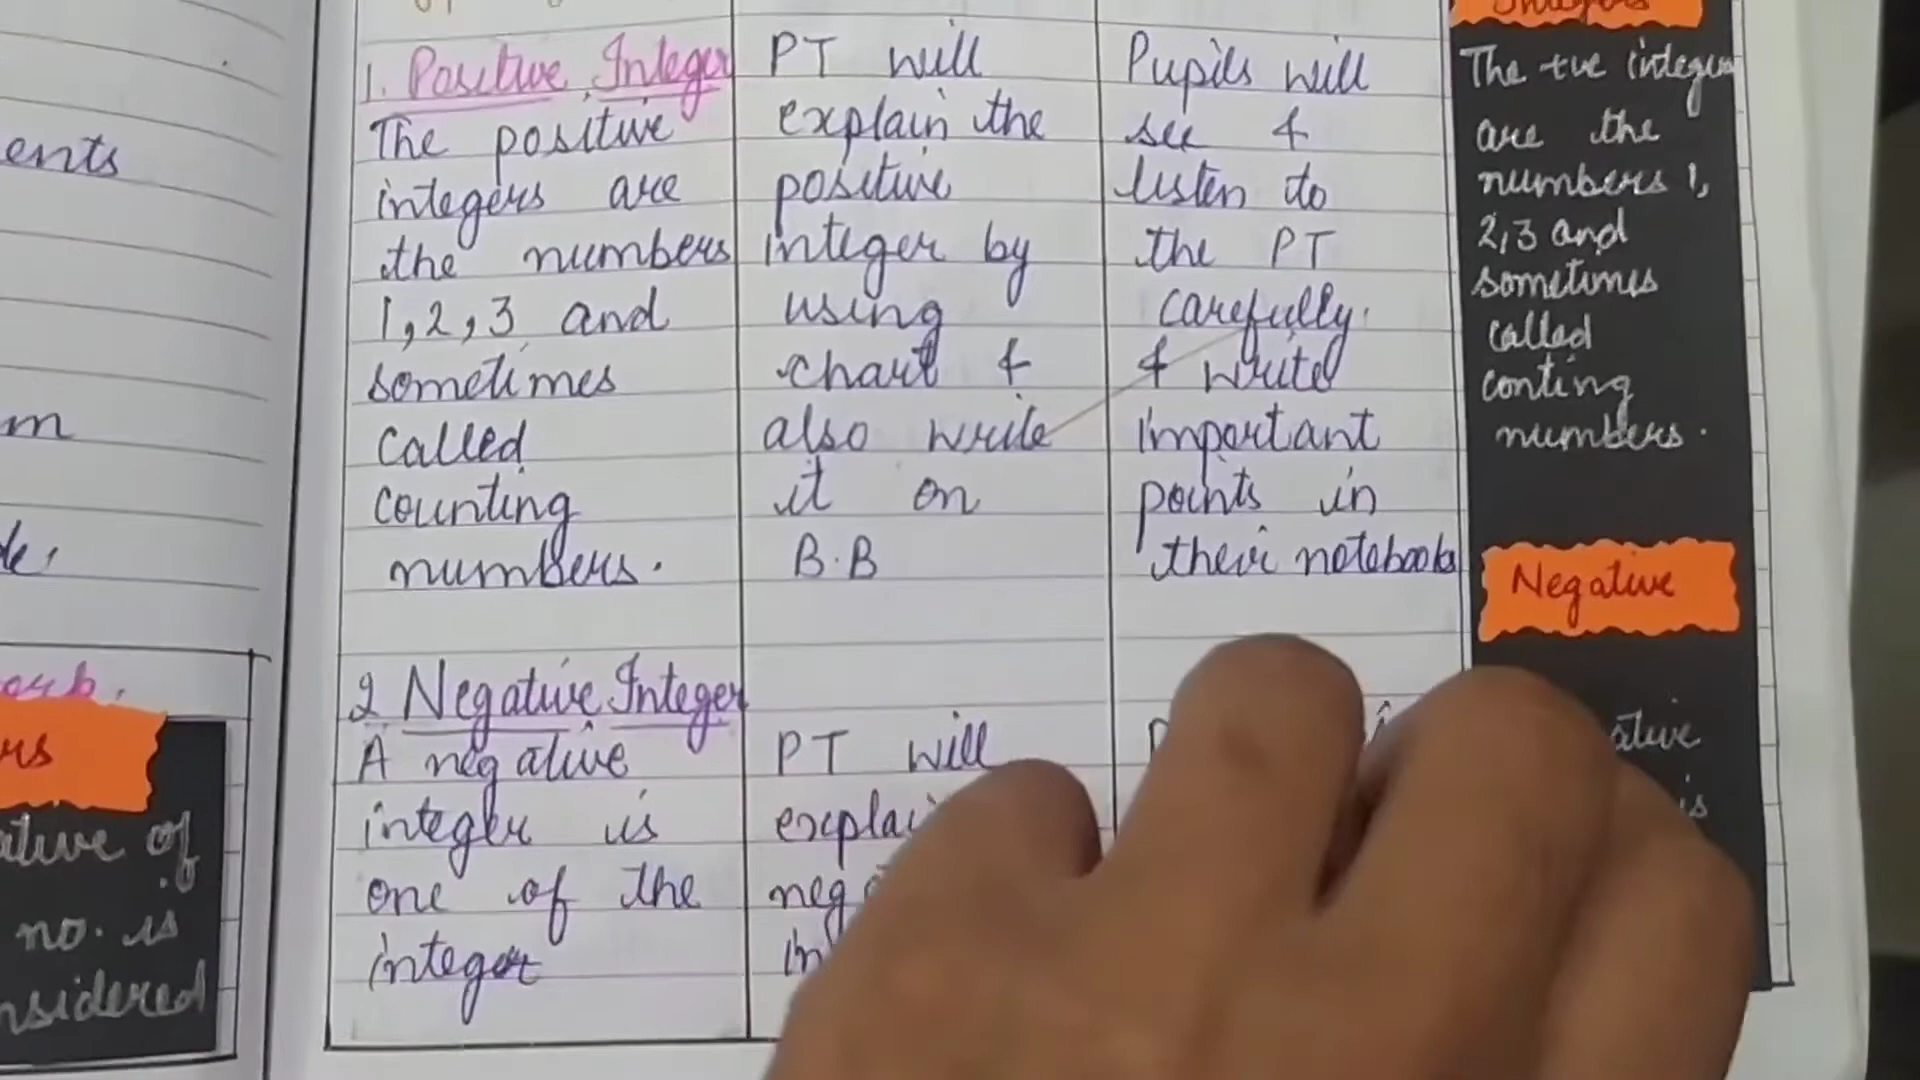 ents
m
ers
no. is
nsidered
1. Positive Integer
The positive
integers are
the numbers
1, 2, 3 and
sometimes
called
counting
numbers.
2 Negative Integer
A negative
integer is
one of the
integer
PT will
explain the
positive
integer by
using
chart &
also write
it on
B.B
PT will
Pupils will
see &
listen to
the PT
carefully.
& write
important
points in
their notebooks
Integers
The +ve integers
are the
numbers 1,
2, 3 and
sometimes
called
conting
numbers.
Negative
is